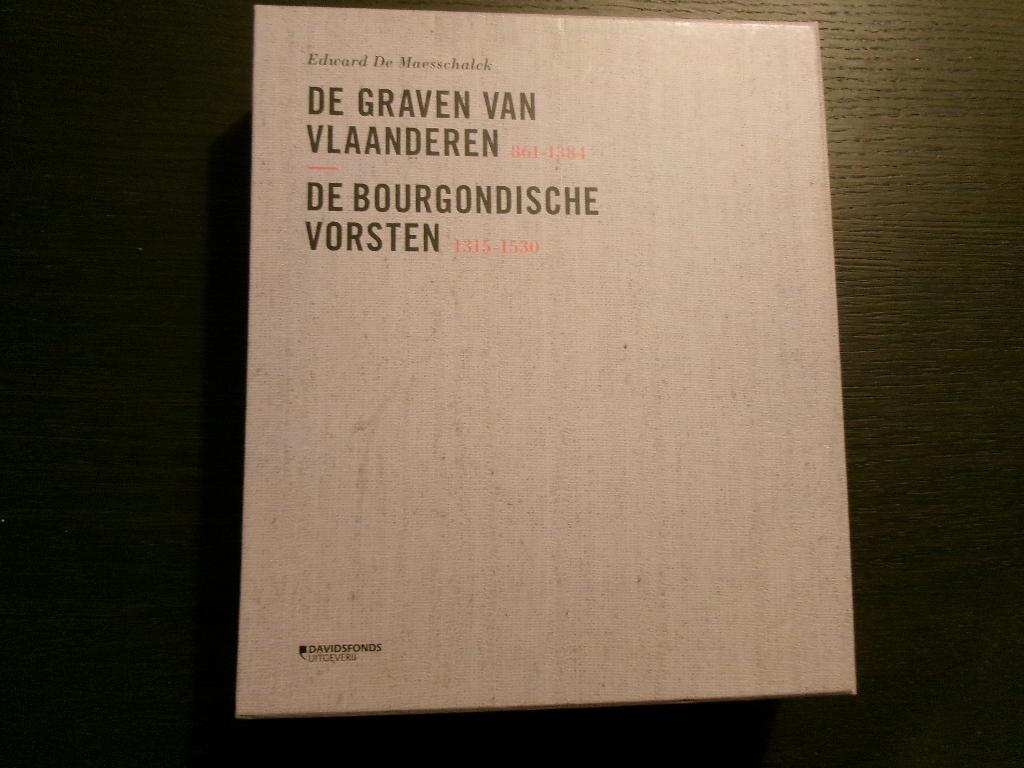 Edward De Maesschalck
DE GRAVEN VAN
VLAANDEREN 861-1384
DE BOURGONDISCHE
VORSTEN 1315-1530
DAVIDSFONDS
UITGEVERIJ